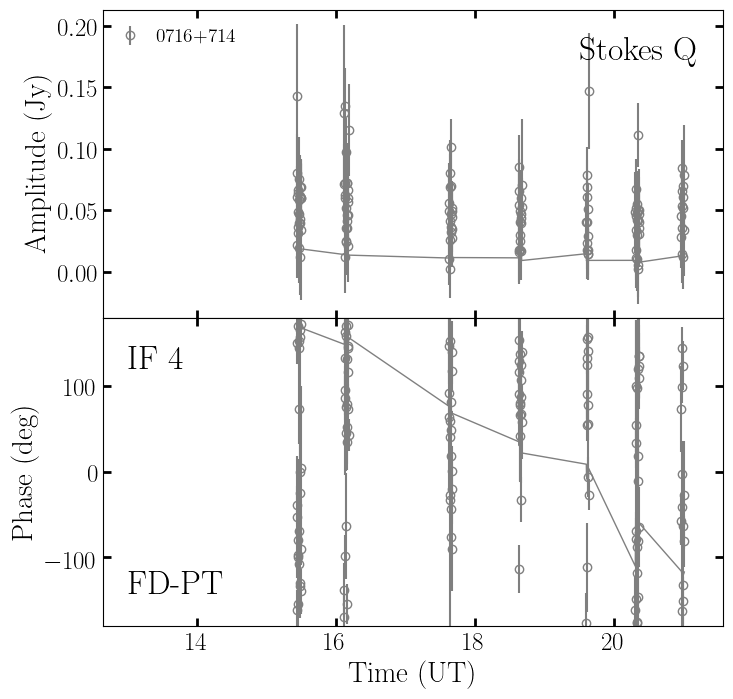 0716+714
Stokes Q
0.20
0.15
0.10
0.05
0.00
Amplitude (Jy)
IF 4
100
0
−100
Phase (deg)
FD-PT
14 16 18 20
Time (UT)